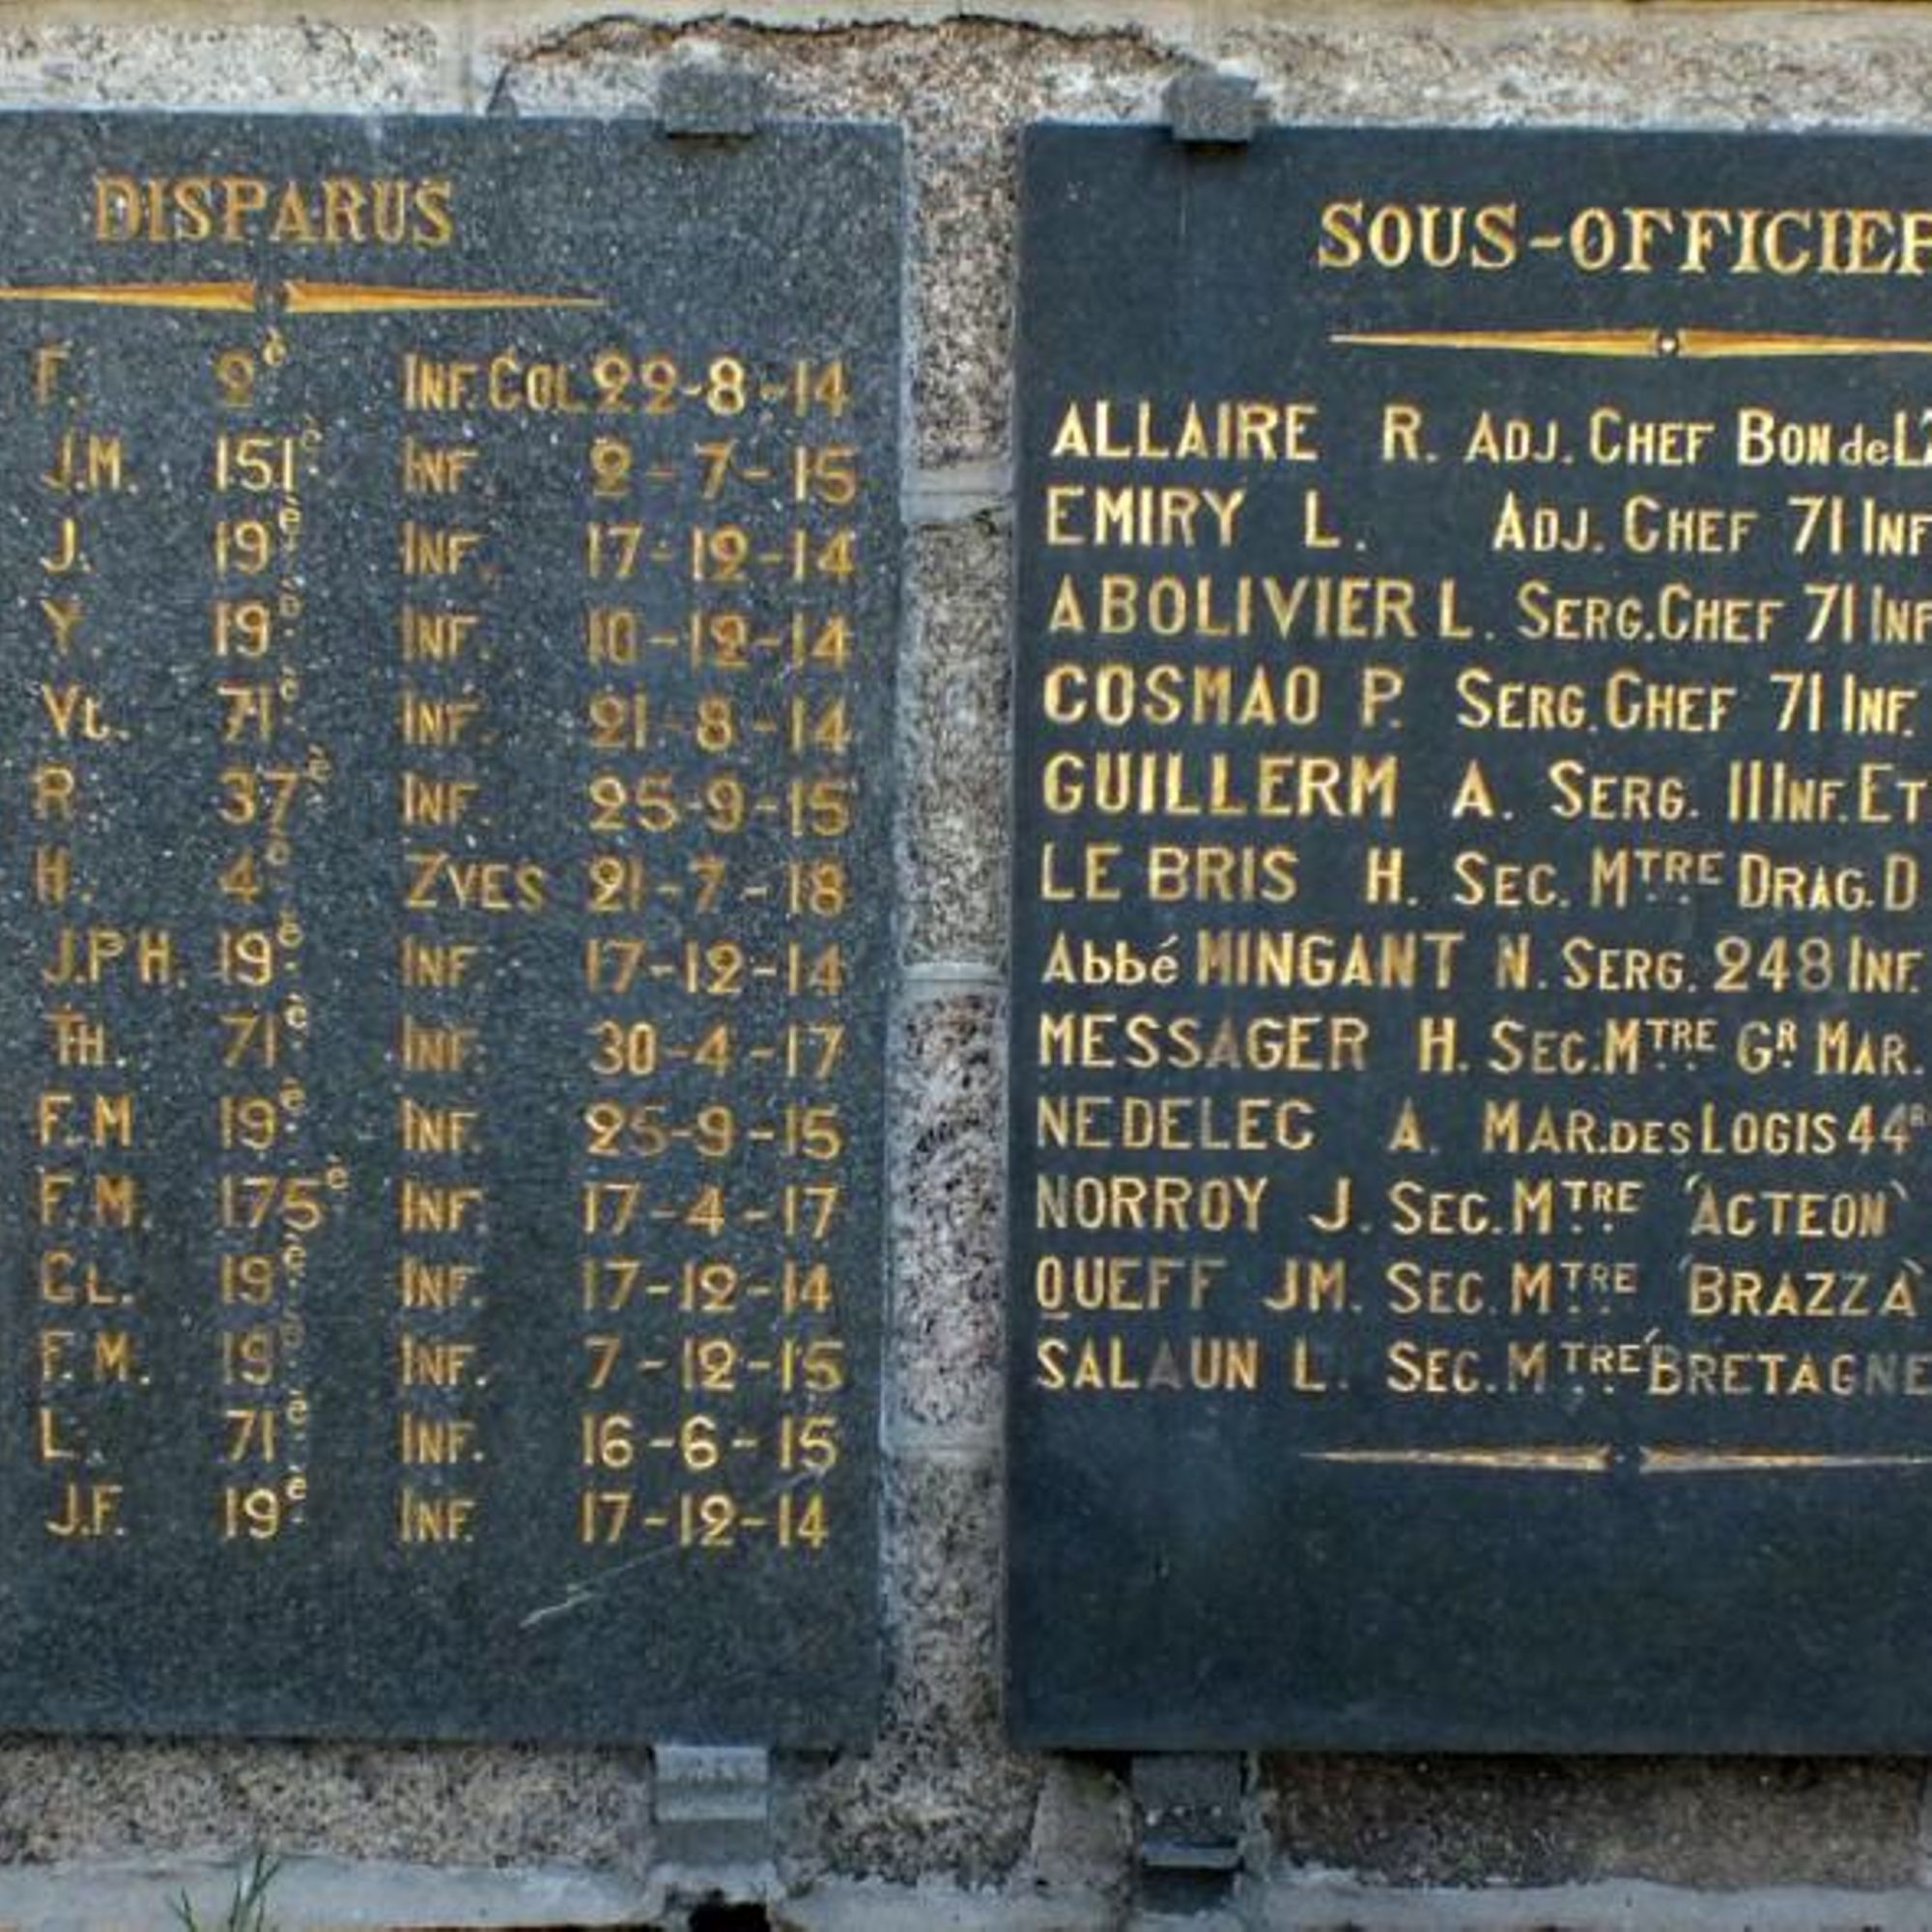 DISPARUS
F. 2è INF. COL 22-8-14
J.M. 151è INF. 2-7-15
J. 19è INF. 17-12-14
Y. 19è INF. 10-12-14
Vt. 71è INF. 21-8-14
R. 37è INF. 25-9-15
H. 4è ZVES 21-7-18
J.PH. 19è INF. 17-12-14
TH. 71è INF. 30-4-17
F.M. 19è INF. 25-9-15
F.M. 175è INF. 17-4-17
CL. 19è INF. 17-12-14
F.M. 19è INF. 7-12-15
L. 71è INF. 16-6-15
J.F. 19è INF. 17-12-14
SOUS-OFFICIER
ALLAIRE R. ADJ. CHEF BON de
EMIRY L. ADJ. CHEF 71 INF
ABOLIVIER L. SERG. CHEF 71 INF
COSMAO P. SERG. CHEF 71 INF.
GUILLERM A. SERG. 111 INF. ET
LE BRIS H. SEC. MTRE DRAG. D
Abbé MINGANT N. SERG. 248 INF.
MESSAGER H. SEC. MTRE GR MAR.
NEDELEC A. MAR. DES LOGIS 44
NORROY J. SEC. MTRE "ACTEON"
QUEFF JM. SEC. MTRE "BRAZZA"
SALAUN L. SEC. MTRE "BRETAGNE